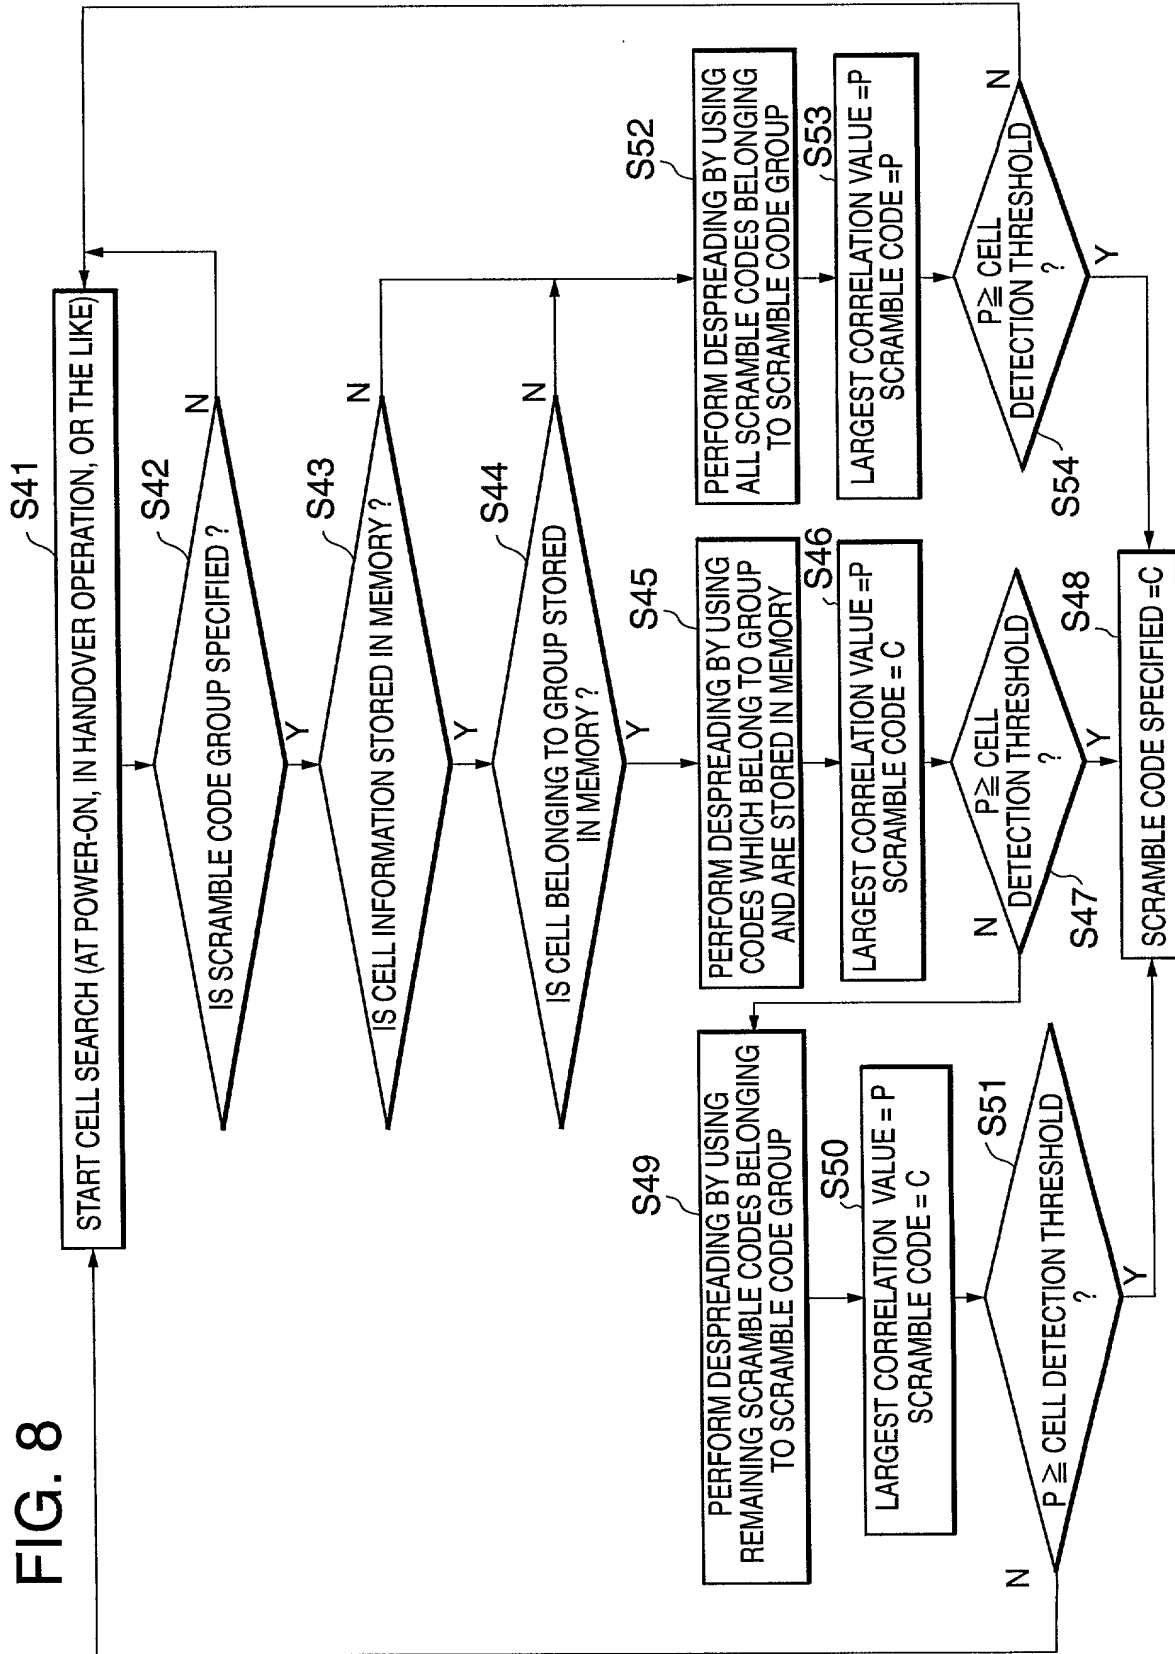 FIG. 8
S41
START CELL SEARCH (AT POWER-ON, IN HANDOVER OPERATION, OR THE LIKE)
S42
IS SCRAMBLE CODE GROUP SPECIFIED ?
N
Y
S43
IS CELL INFORMATION STORED IN MEMORY ?
N
Y
S44
IS CELL BELONGING TO GROUP STORED
IN MEMORY ?
N
Y
S45
PERFORM DESPREADING BY USING
CODES WHICH BELONG TO GROUP
AND ARE STORED IN MEMORY
S46
LARGEST CORRELATION VALUE =P
SCRAMBLE CODE = C
P≧ CELL
DETECTION THRESHOLD
?
N
Y
S47
S48
SCRAMBLE CODE SPECIFIED =C
S49
PERFORM DESPREADING BY USING
REMAINING SCRAMBLE CODES BELONGING
TO SCRAMBLE CODE GROUP
S50
LARGEST CORRELATION VALUE = P
SCRAMBLE CODE = C
S51
P ≧ CELL DETECTION THRESHOLD
?
N
Y
S52
PERFORM DESPREADING BY USING
ALL SCRAMBLE CODES BELONGING
TO SCRAMBLE CODE GROUP
S53
LARGEST CORRELATION VALUE =P
SCRAMBLE CODE =P
P≧ CELL
DETECTION THRESHOLD
?
N
Y
S54